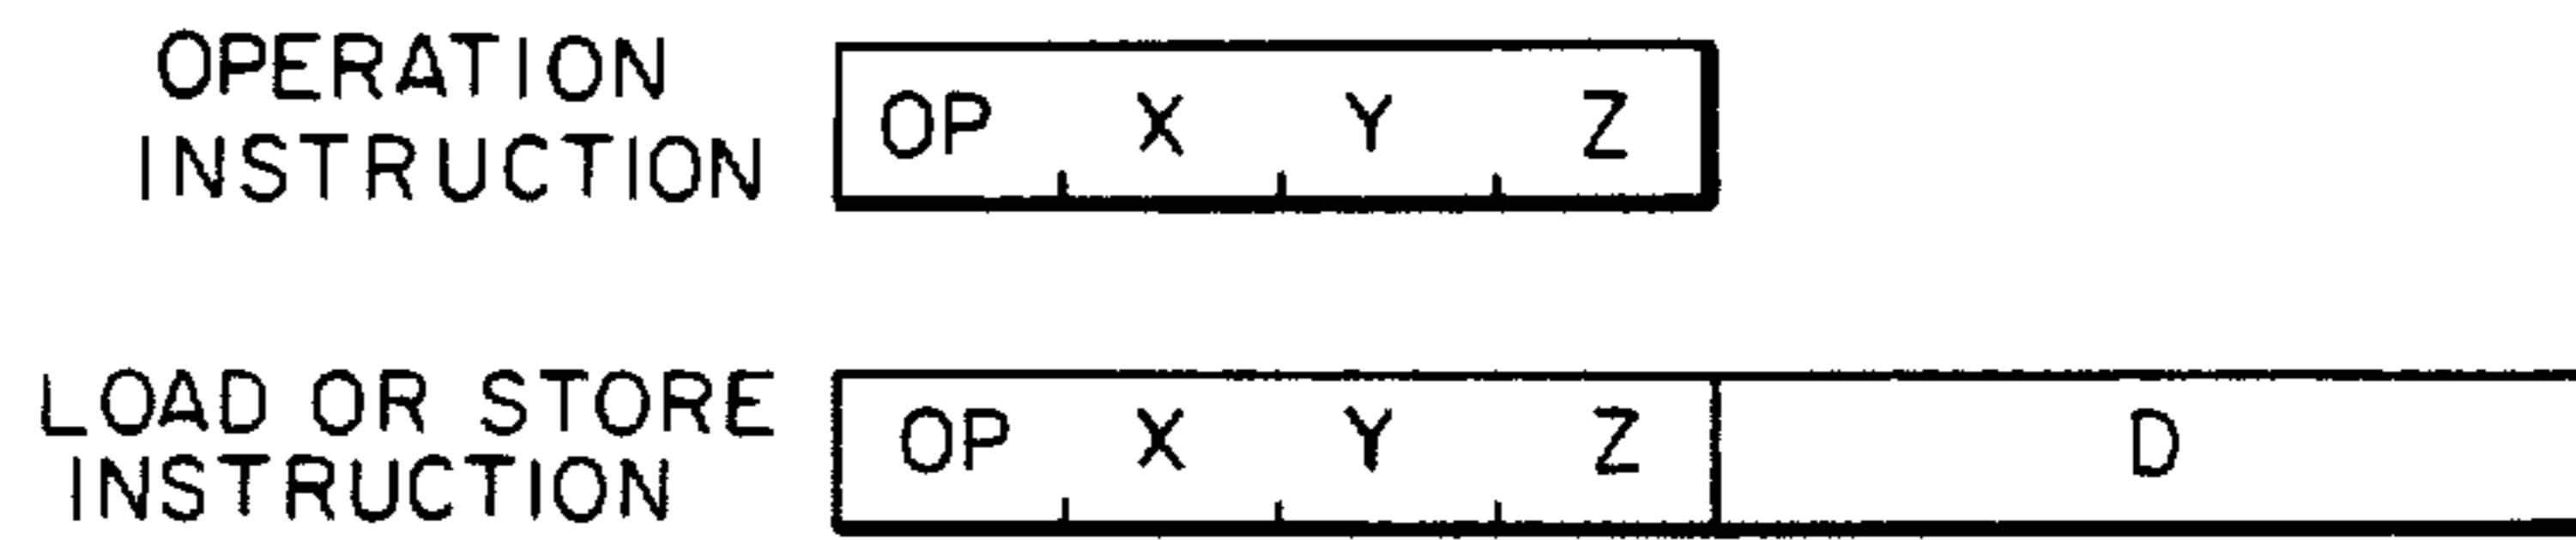 OPERATION
INSTRUCTION
OP X Y Z
LOAD OR STORE
INSTRUCTION
OP X Y Z D